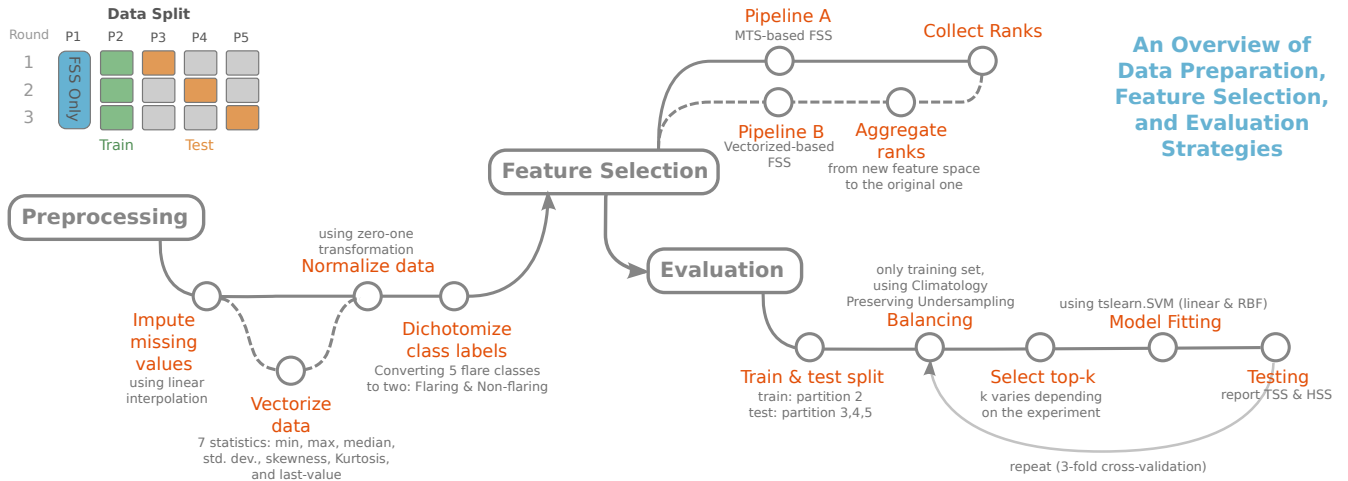 Data Split
Round P1 P2 P3 P4 P5
1
2
3
FSS Only
Train
Test
An Overview of
Data Preparation,
Feature Selection,
and Evaluation
Strategies
Preprocessing
Impute
missing
values
using linear
interpolation
Vectorize
data
7 statistics: min, max, median,
std. dev., skewness, Kurtosis,
and last-value
using zero-one
transformation
Normalize data
Dichotomize
class labels
Converting 5 flare classes
to two: Flaring & Non-flaring
Feature Selection
Pipeline A
MTS-based FSS
Pipeline B
Vectorized-based
FSS
Aggregate
ranks
from new feature space
to the original one
Collect Ranks
Evaluation
Train & test split
train: partition 2
test: partition 3,4,5
only training set,
using Climatology
Preserving Undersampling
Balancing
Select top-k
k varies depending
on the experiment
using tslearn.SVM (linear & RBF)
Model Fitting
Testing
report TSS & HSS
repeat (3-fold cross-validation)